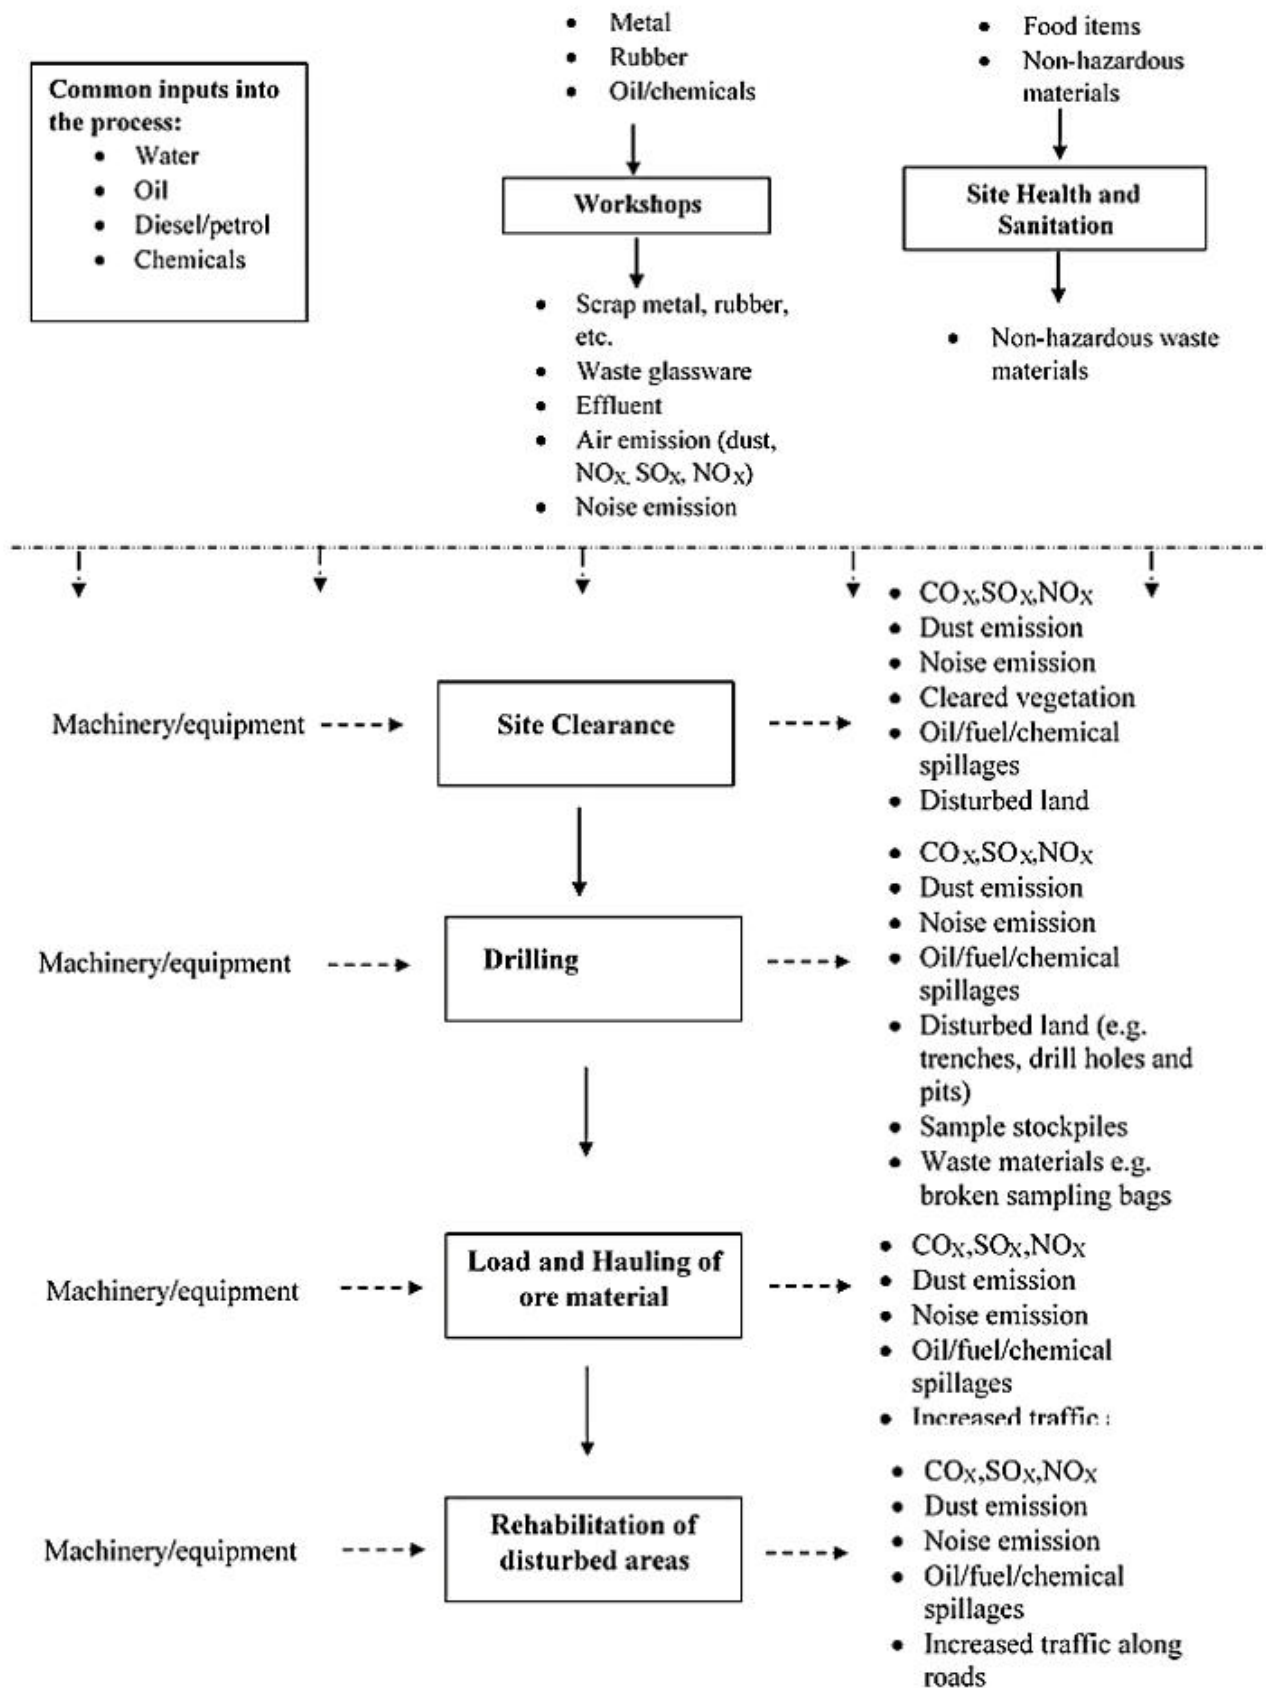 Common inputs into
the process:
• Water
• Oil
• Diesel/petrol
• Chemicals
• Metal
• Rubber
• Oil/chemicals
Workshops
• Scrap metal, rubber,
etc.
• Waste glassware
• Effluent
• Air emission (dust,
NOX, SOX, NOX)
• Noise emission
• Food items
• Non-hazardous
materials
Site Health and
Sanitation
• Non-hazardous waste
materials
Machinery/equipment
Site Clearance
• COX,SOX,NOX
• Dust emission
• Noise emission
• Cleared vegetation
• Oil/fuel/chemical
spillages
• Disturbed land
Machinery/equipment
Drilling
• COX,SOX,NOX
• Dust emission
• Noise emission
• Oil/fuel/chemical
spillages
• Disturbed land (e.g.
trenches, drill holes and
pits)
• Sample stockpiles
• Waste materials e.g.
broken sampling bags
Machinery/equipment
Load and Hauling of
ore material
• COX,SOX,NOX
• Dust emission
• Noise emission
• Oil/fuel/chemical
spillages
• Increased traffic
Machinery/equipment
Rehabilitation of
disturbed areas
• COX,SOX,NOX
• Dust emission
• Noise emission
• Oil/fuel/chemical
spillages
• Increased traffic along
roads